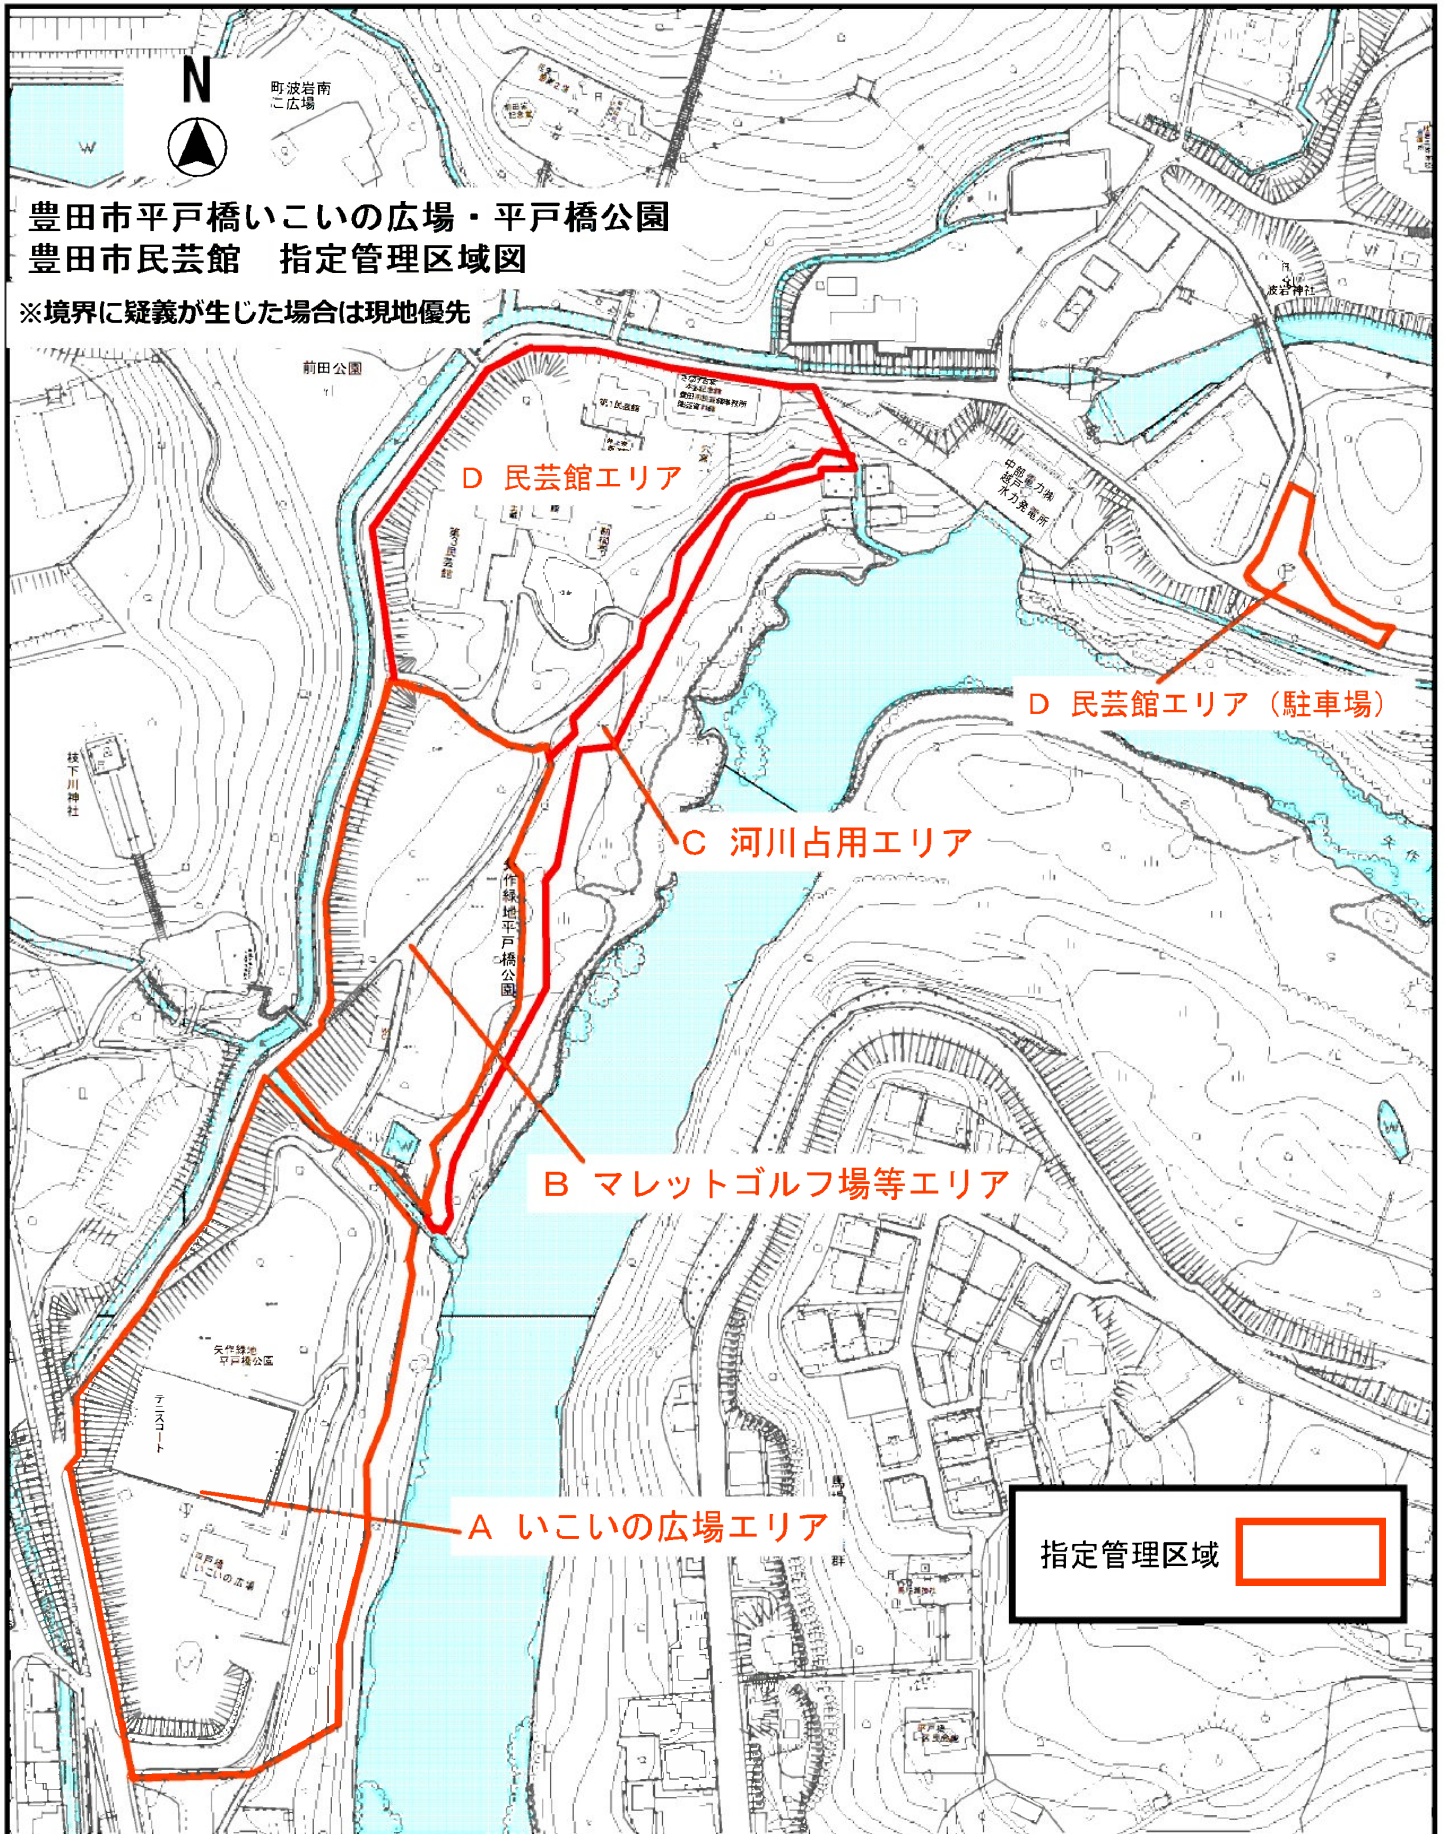 N
町波岩南
こ広場
豊田市平戸橋いこいの広場・平戸橋公園
豊田市民芸館　指定管理区域図
※境界に疑義が生じた場合は現地優先
前田公園
波岩神社
第1民芸館
D 民芸館エリア
第3民芸館
中部電力㈱
越戸
水力発電所
P
D 民芸館エリア（駐車場）
枝下川神社
C 河川占用エリア
矢作
矢作緑地平戸橋公園
WC
W
B マレットゴルフ場等エリア
矢作緑地
平戸橋公園
テニスコート
A いこいの広場エリア
平戸橋
いこいの広場
群
指定管理区域
平戸橋